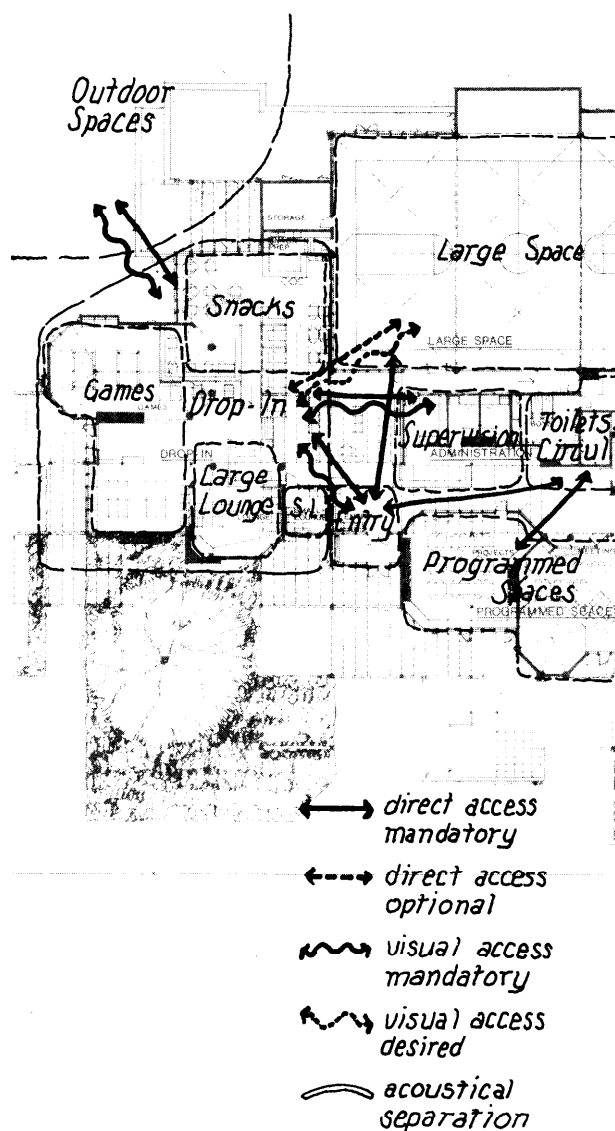 Outdoor
Spaces
STORAGE
Large Space
Snacks
LARGE SPACE
Games
GAMES
Drop-In
Supervision
ADMINISTRATION
Toilets
Circul
DROP IN
Large
Lounge
S.L.
Entry
PROJECTS
Programmed
Spaces
PROGRAMMED SPACE
direct access
mandatory
direct access
optional
visual access
mandatory
visual access
desired
acoustical
separation